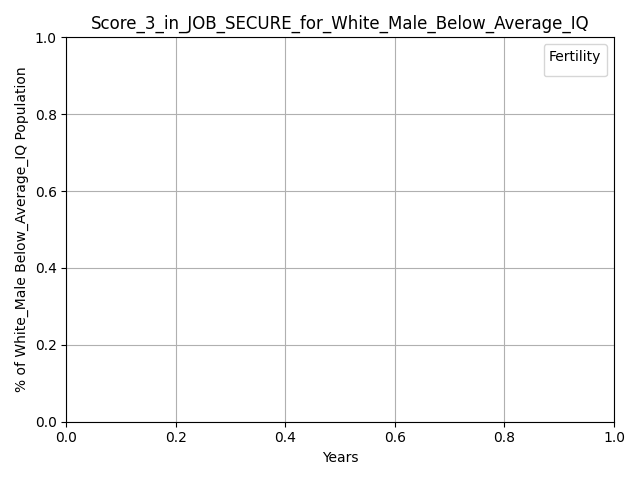 Score_3_in_JOB_SECURE_for_White_Male_Below_Average_IQ
Fertility
% of White_Male Below_Average_IQ Population
1.0
0.8
0.6
0.4
0.2
0.0
0.0 0.2 0.4 0.6 0.8 1.0
Years